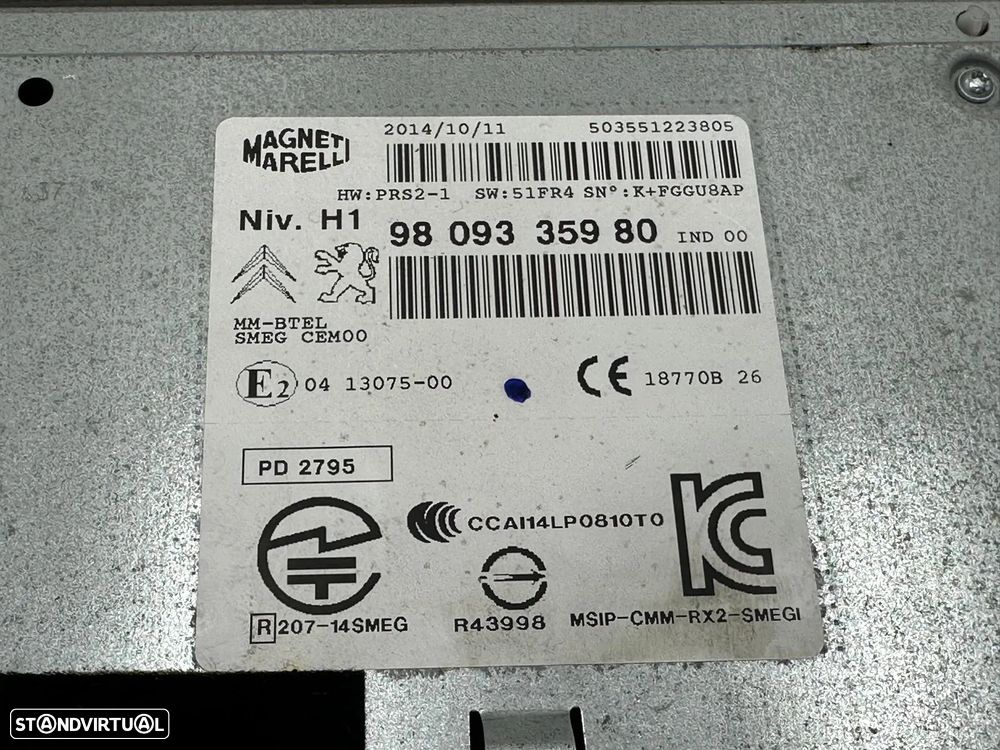 MAGNETI
MARELLI
2014/10/11 503551223805
HW:PRS2-1 SW:51FR4 SN°:K+FGGU8AP
Niv. H1
98 093 359 80 IND 00
MM-BTEL
SMEG CEM00
E2 04 13075-00
CE 18770B 26
PD 2795
CCAI14LP0810T0
R 207-14SMEG
R43998
MSIP-CMM-RX2-SMEGI
STANDVIRTUAL